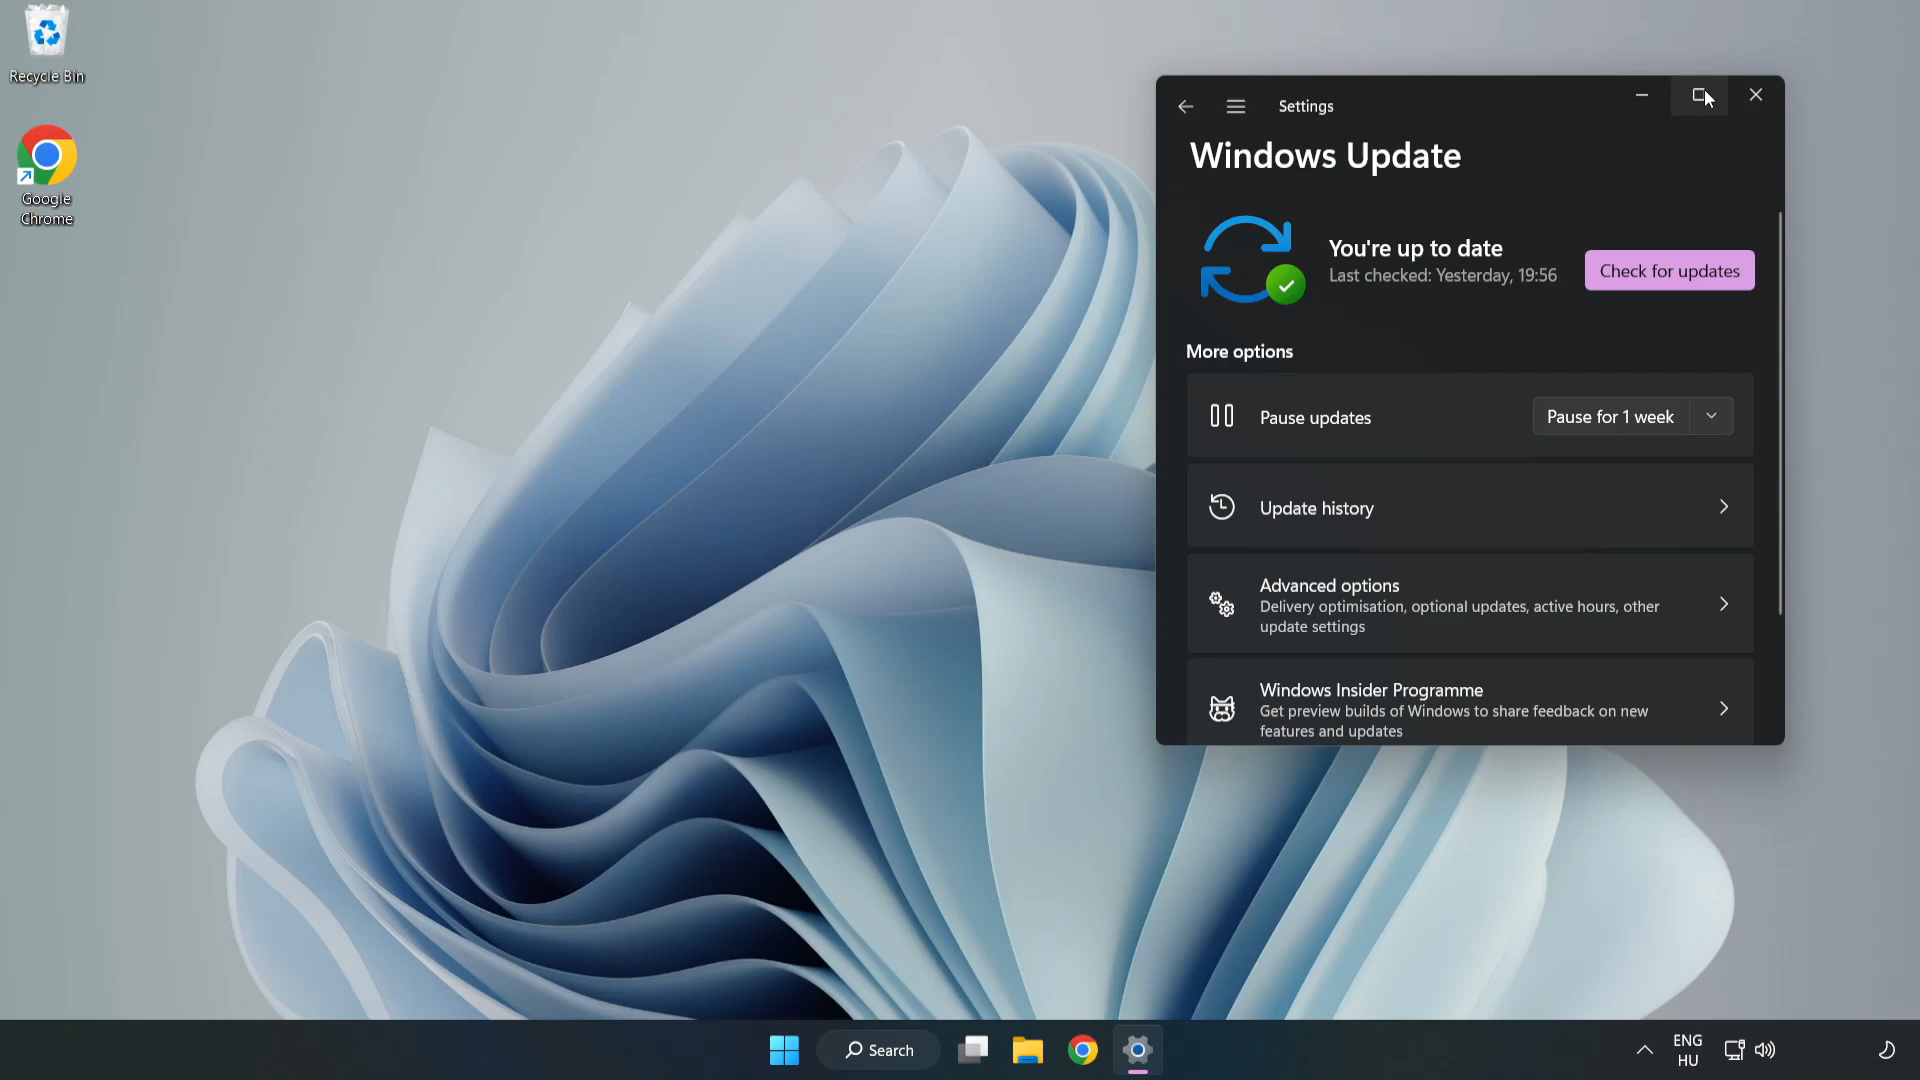 Recycle Bin
Google
Chrome
Settings
Windows Update
You're up to date
Last checked: Yesterday, 19:56
Check for updates
More options
Pause updates
Pause for 1 week
Update history
Advanced options
Delivery optimisation, optional updates, active hours, other
update settings
Windows Insider Programme
Get preview builds of Windows to share feedback on new
features and updates
Search
ENG
HU